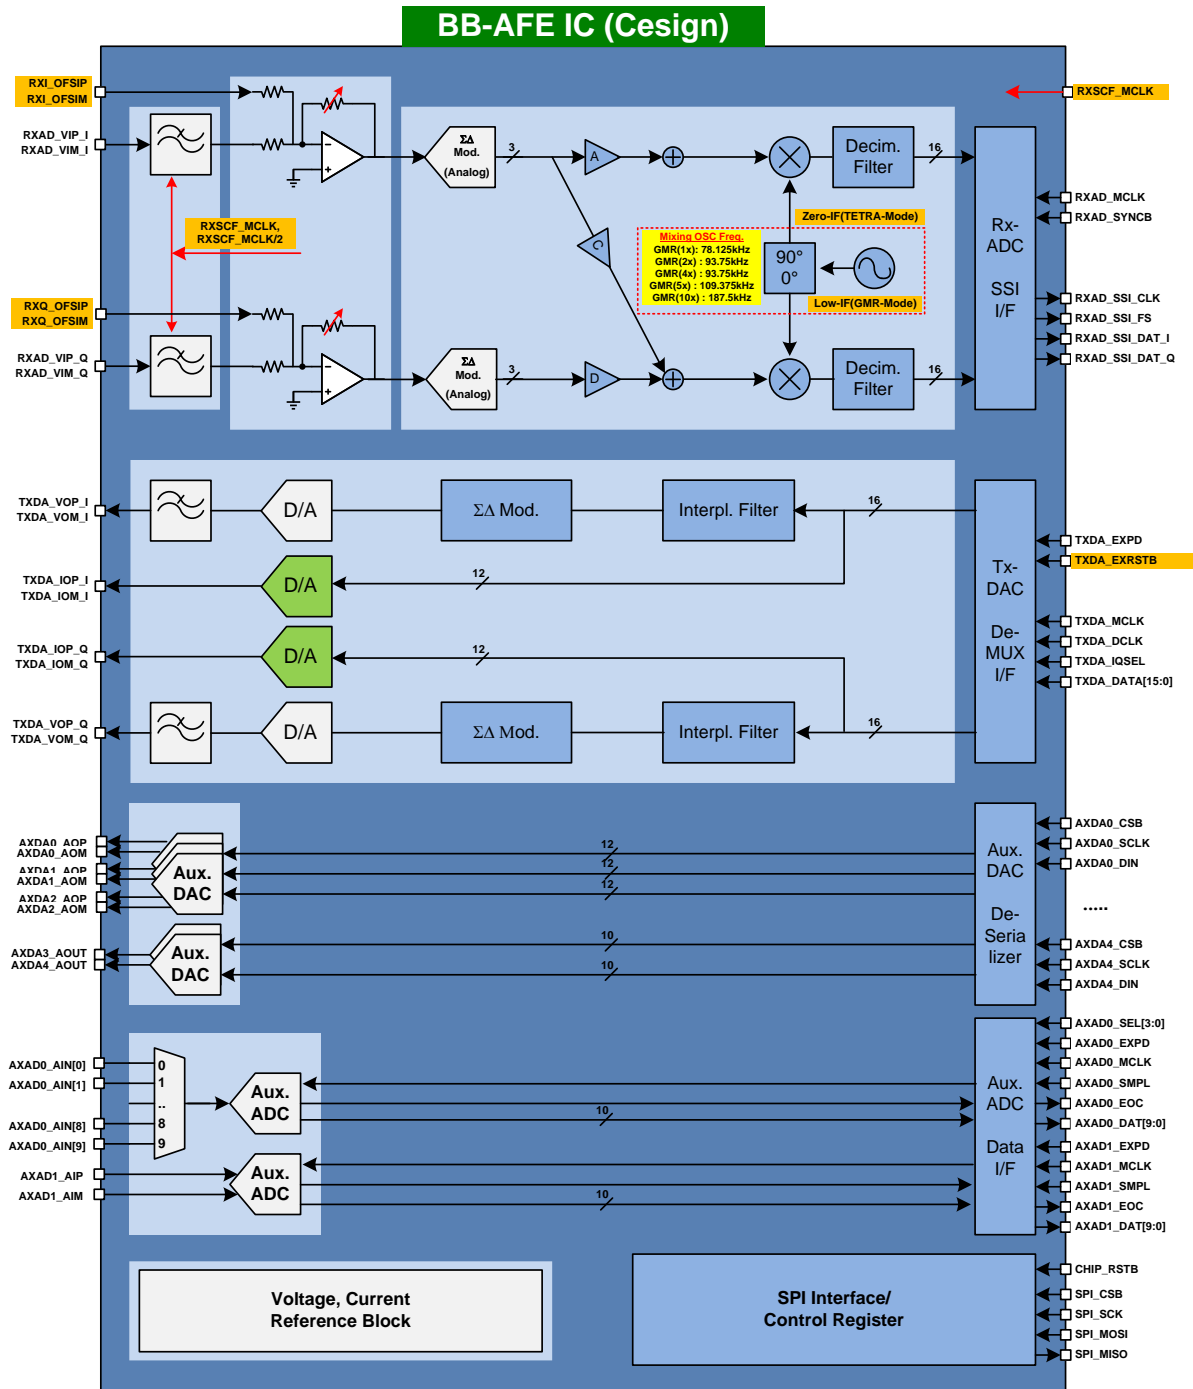 BB-AFE IC (Cesign)
RXI_OFSIP
RXI_OFSIM
RXSCF_MCLK
RXAD_VIP_I
RXAD_VIM_I
ΣΔ
Mod.
(Analog)
3
A
Decim.
Filter
16
Rx-
ADC
SSI
I/F
RXAD_MCLK
RXAD_SYNCB
RXSCF_MCLK,
RXSCF_MCLK/2
C
Zero-IF(TETRA-Mode)
Mixing OSC Freq.
GMR(1x): 78.125kHz
GMR(2x) : 93.75kHz
GMR(4x) : 93.75kHz
GMR(5x) : 109.375kHz
GMR(10x) : 187.5kHz
90°
0°
Low-IF(GMR-Mode)
RXAD_SSI_CLK
RXAD_SSI_FS
RXAD_SSI_DAT_I
RXAD_SSI_DAT_Q
RXQ_OFSIP
RXQ_OFSIM
RXAD_VIP_Q
RXAD_VIM_Q
ΣΔ
Mod.
(Analog)
3
D
Decim.
Filter
16
TXDA_VOP_I
TXDA_VOM_I
D/A
ΣΔ Mod.
Interpl. Filter
16
TXDA_IOP_I
TXDA_IOM_I
D/A
12
Tx-
DAC
De-
MUX
I/F
TXDA_EXPD
TXDA_EXRSTB
TXDA_MCLK
TXDA_DCLK
TXDA_IQSEL
TXDA_DATA[15:0]
TXDA_IOP_Q
TXDA_IOM_Q
D/A
12
TXDA_VOP_Q
TXDA_VOM_Q
D/A
ΣΔ Mod.
Interpl. Filter
16
AXDA0_AOP
AXDA0_AOM
AXDA1_AOP
AXDA1_AOM
AXDA2_AOP
AXDA2_AOM
Aux.
DAC
12
12
12
Aux.
DAC
De-
Seria
lizer
AXDA0_CSB
AXDA0_SCLK
AXDA0_DIN
.....
AXDA3_AOUT
AXDA4_AOUT
Aux.
DAC
10
10
AXDA4_CSB
AXDA4_SCLK
AXDA4_DIN
AXAD0_AIN[0]
AXAD0_AIN[1]
AXAD0_AIN[8]
AXAD0_AIN[9]
0
1
..
8
9
Aux.
ADC
10
Aux.
ADC
Data
I/F
AXAD0_SEL[3:0]
AXAD0_EXPD
AXAD0_MCLK
AXAD0_SMPL
AXAD0_EOC
AXAD0_DAT[9:0]
AXAD1_EXPD
AXAD1_MCLK
AXAD1_SMPL
AXAD1_EOC
AXAD1_DAT[9:0]
AXAD1_AIP
AXAD1_AIM
Aux.
ADC
10
Voltage, Current
Reference Block
SPI Interface/
Control Register
CHIP_RSTB
SPI_CSB
SPI_SCK
SPI_MOSI
SPI_MISO